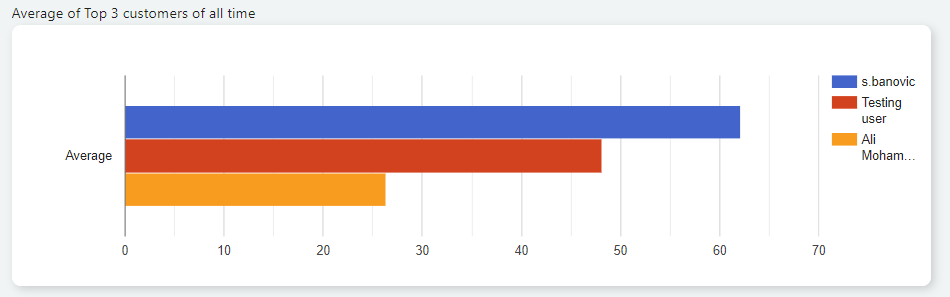 Average of Top 3 customers of all time
s.banovic
Testing
user
Ali
Moham...
Average
0 10 20 30 40 50 60 70